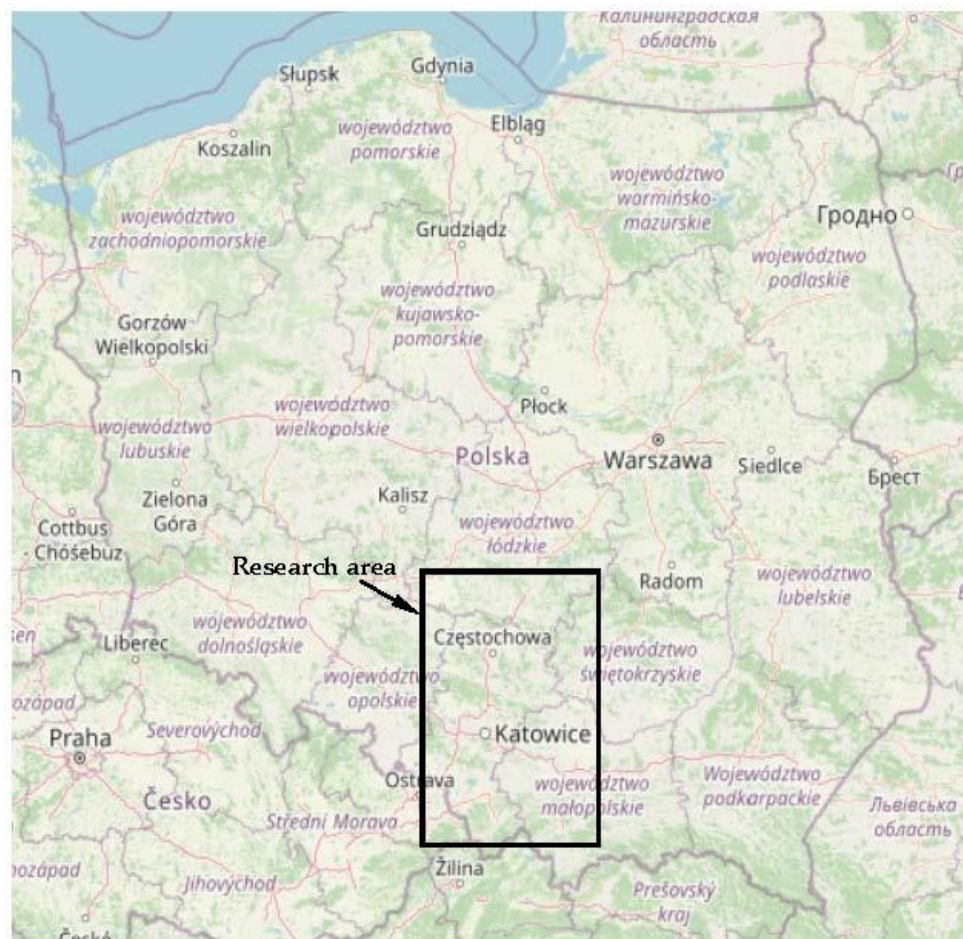 Калининградская
область
Słupsk
Gdynia
Koszalin
województwo
pomorskie
Elbląg
województwo
warmińsko-
mazurskie
Гродно
województwo
zachodniopomorskie
Grudziądz
województwo
podlaskie
województwo
kujawsko-
pomorskie
Gorzów
Wielkopolski
Płock
województwo
wielkopolskie
województwo
lubuskie
Polska
Warszawa
Siedlce
Брест
Kalisz
Zielona
Góra
Cottbus
- Chóśebuz
województwo
łódzkie
Research area
Radom
województwo
lubelskie
województwo
dolnośląskie
Liberec
Częstochowa
województwo
świętokrzyskie
województwo
opolskie
Severovýchod
Praha
Katowice
Ostrava
województwo
małopolskie
Województwo
podkarpackie
Česko
Střední Morava
Львівська
область
Žilina
Jihovýchod
Prešovský
kraj